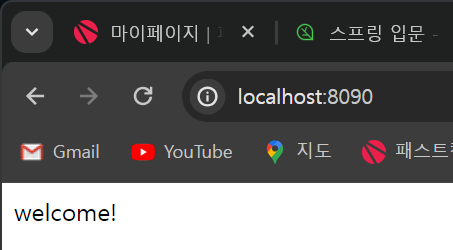 마이페이지 |
스프링 입문 -
localhost:8090
Gmail YouTube 지도 패스트
welcome!